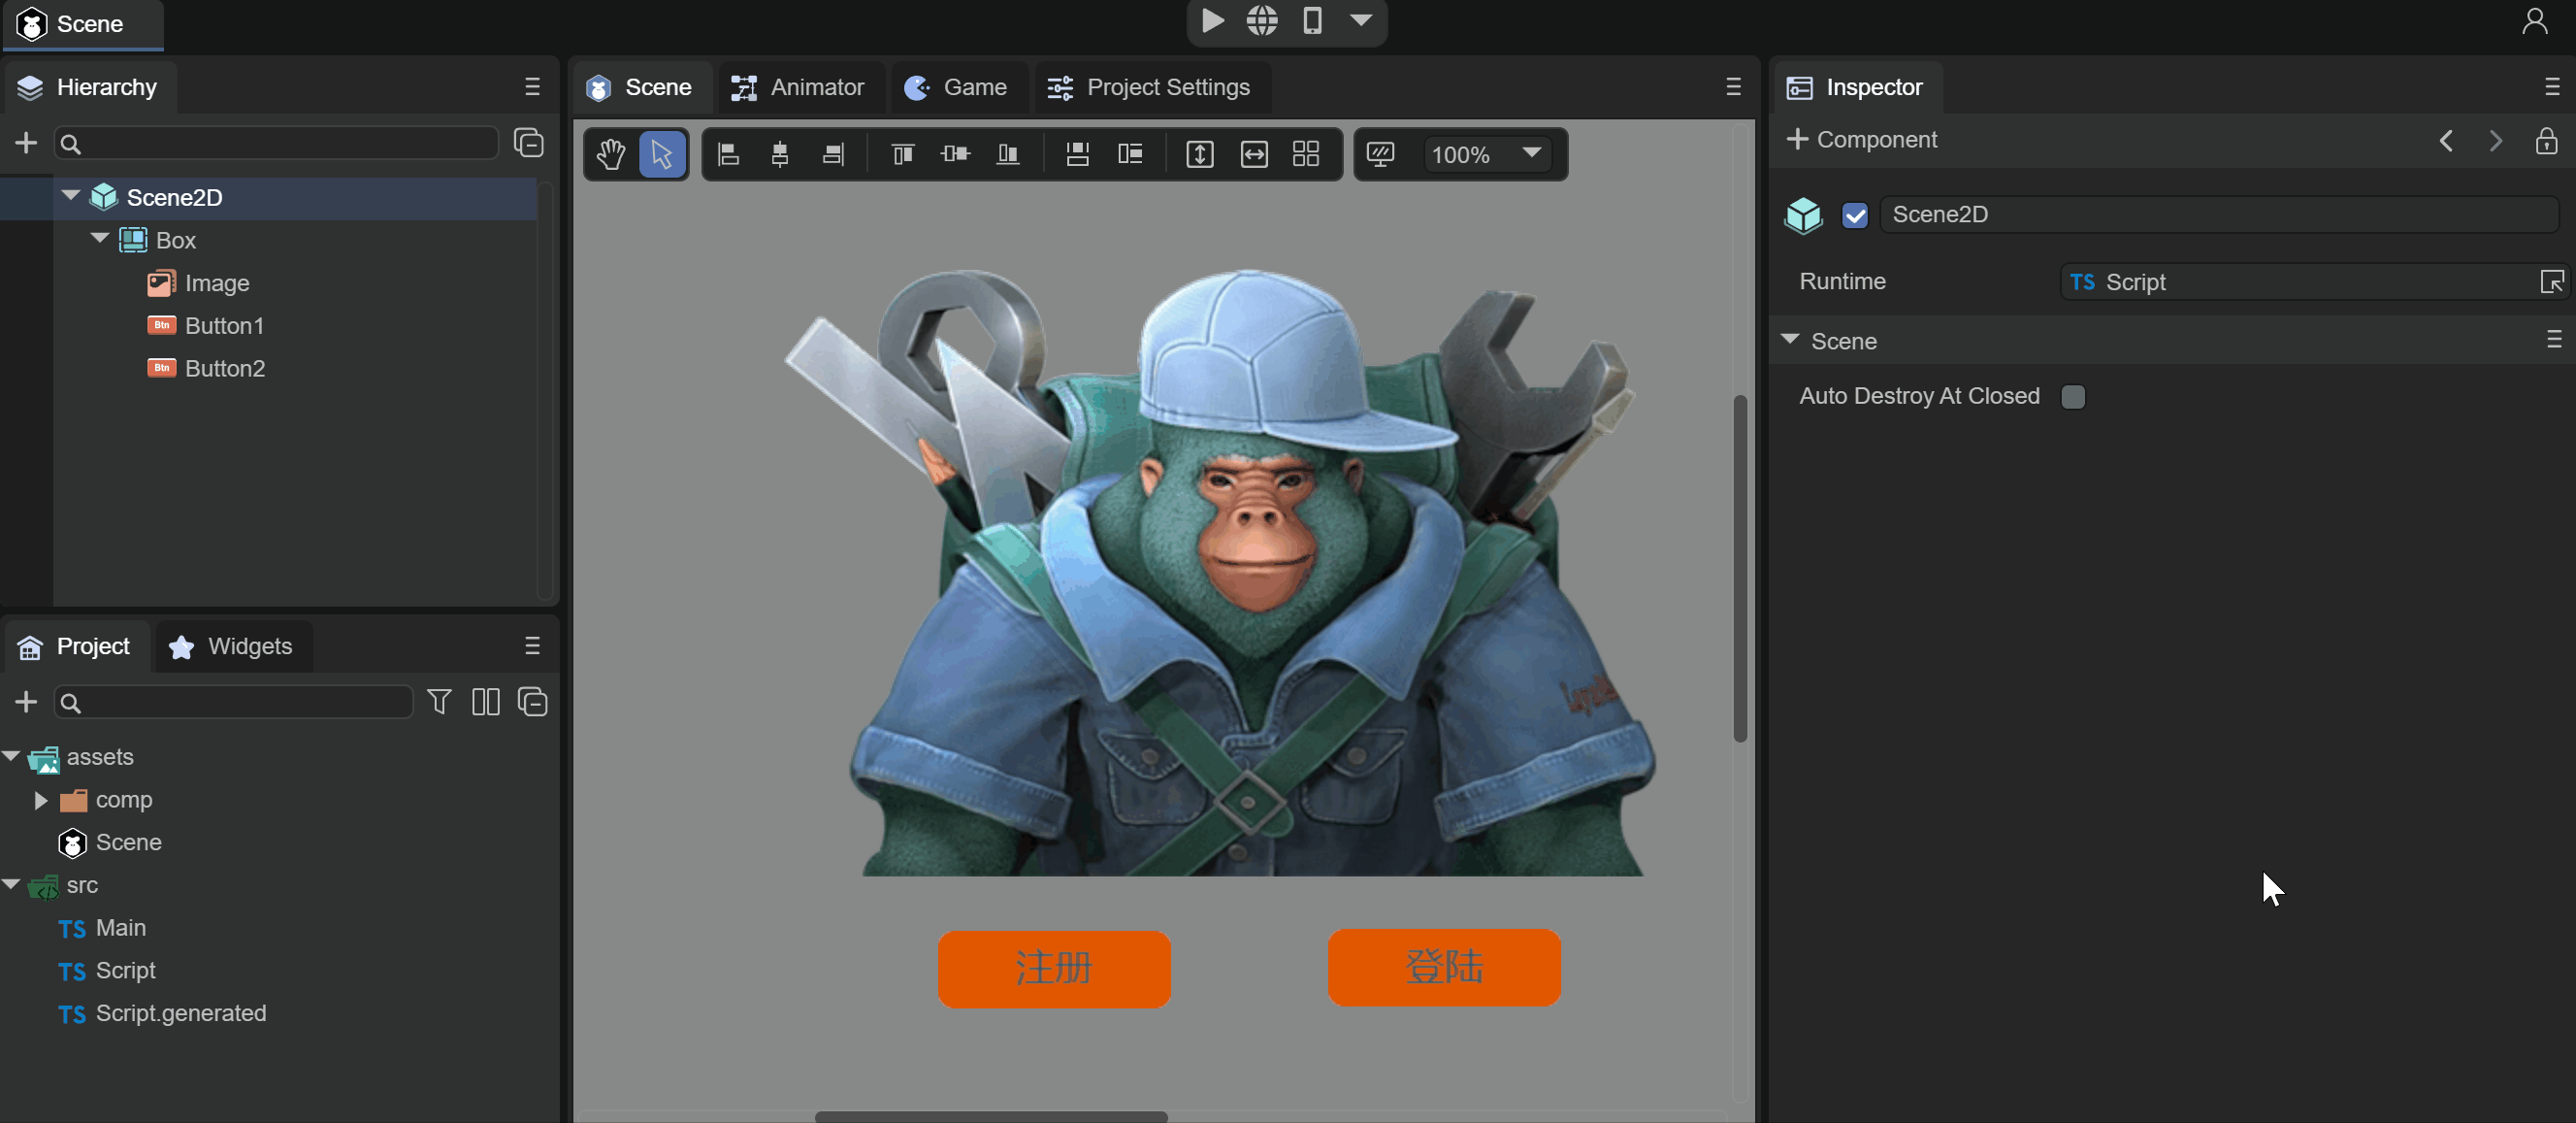 Scene
Hierarchy
Scene2D
Box
Image
Btn Button1
Btn Button2
Project Widgets
assets
comp
Scene
src
TS Main
TS Script
TS Script.generated
Scene Animator Game Project Settings
100%
注册
登陆
Inspector
Component
Scene2D
Runtime TS Script
Scene
Auto Destroy At Closed